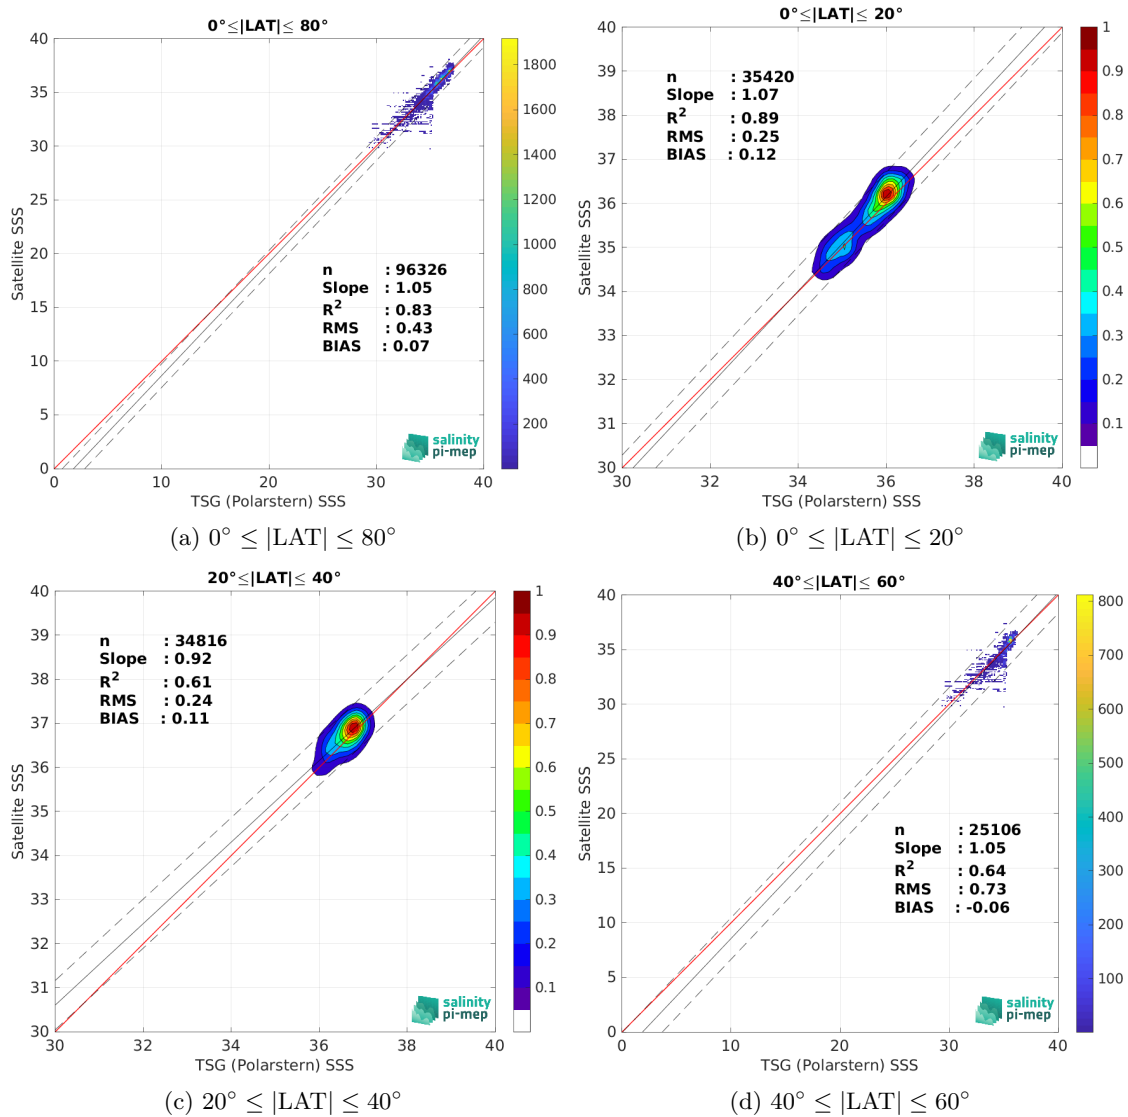 0°≤|LAT|≤ 80°
40
35
30
25
20
15
10
5
0
0
10
20
30
40
Satellite SSS
TSG (Polarstern) SSS
n : 96326
Slope : 1.05
R² : 0.83
RMS : 0.43
BIAS : 0.07
salinity
pi-mep
1800
1600
1400
1200
1000
800
600
400
200
(a) 0° ≤ |LAT| ≤ 80°
0°≤|LAT|≤ 20°
40
39
38
37
36
35
34
33
32
31
30
30
32
34
36
38
40
Satellite SSS
TSG (Polarstern) SSS
n : 35420
Slope : 1.07
R² : 0.89
RMS : 0.25
BIAS : 0.12
salinity
pi-mep
1
0.9
0.8
0.7
0.6
0.5
0.4
0.3
0.2
0.1
(b) 0° ≤ |LAT| ≤ 20°
20°≤|LAT|≤ 40°
40
39
38
37
36
35
34
33
32
31
30
30
32
34
36
38
40
Satellite SSS
TSG (Polarstern) SSS
n : 34816
Slope : 0.92
R² : 0.61
RMS : 0.24
BIAS : 0.11
salinity
pi-mep
1
0.9
0.8
0.7
0.6
0.5
0.4
0.3
0.2
0.1
(c) 20° ≤ |LAT| ≤ 40°
40°≤|LAT|≤ 60°
40
35
30
25
20
15
10
5
0
0
10
20
30
40
Satellite SSS
TSG (Polarstern) SSS
n : 25106
Slope : 1.05
R² : 0.64
RMS : 0.73
BIAS : -0.06
salinity
pi-mep
800
700
600
500
400
300
200
100
(d) 40° ≤ |LAT| ≤ 60°